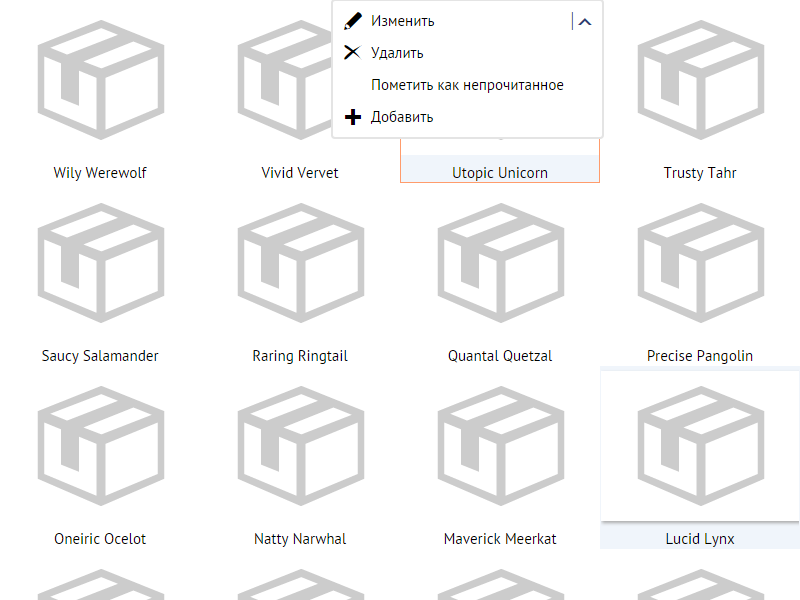 Изменить
Удалить
Пометить как непрочитанное
Добавить
Wily Werewolf
Vivid Vervet
Utopic Unicorn
Trusty Tahr
Saucy Salamander
Raring Ringtail
Quantal Quetzal
Precise Pangolin
Oneiric Ocelot
Natty Narwhal
Maverick Meerkat
Lucid Lynx